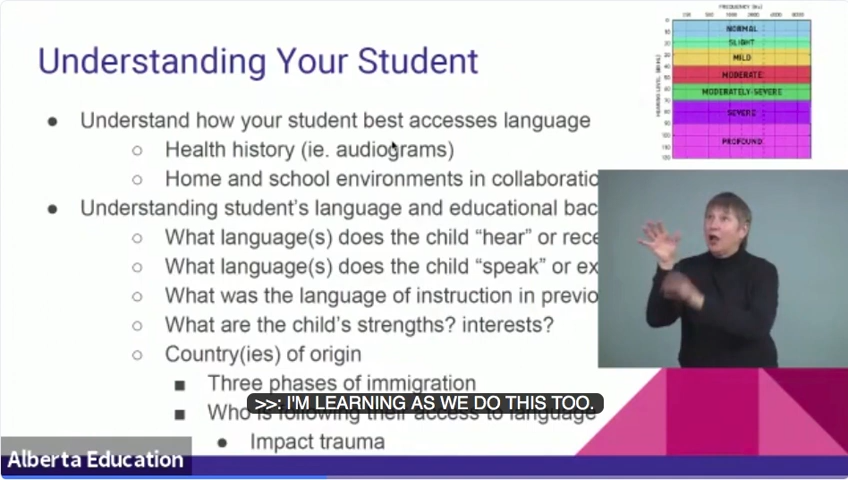 Understanding Your Student
● Understand how your student best accesses language
○ Health history (ie. audiograms)
○ Home and school environments in collaboratio
● Understanding student's language and educational bac
○ What language(s) does the child “hear” or rece
○ What language(s) does the child “speak” or ex
○ What was the language of instruction in previo
○ What are the child's strengths? interests?
○ Country(ies) of origin
■ Three phases of immigration
■ Who is following their access to language
● Impact trauma
FREQUENCY (Hz)
NORMAL
SLIGHT
MILD
MODERATE
MODERATELY-SEVERE
SEVERE
PROFOUND
>>: I'M LEARNING AS WE DO THIS TOO.
Alberta Education